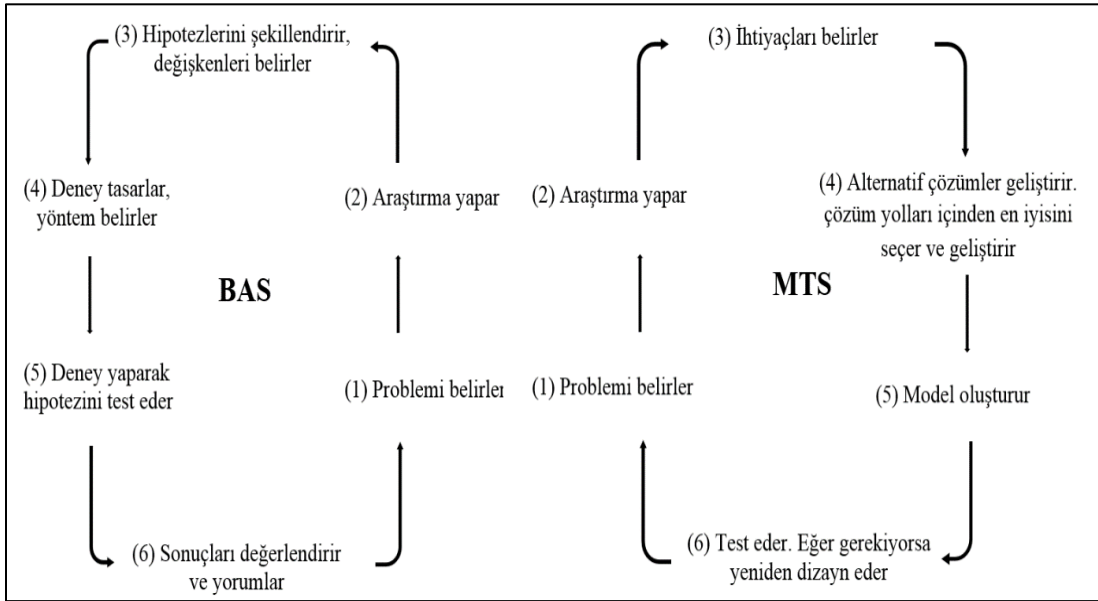 (3) Hipotezlerini şekillendirir,
değişkenleri belirler
(4) Deney tasarlar,
yöntem belirler
(2) Araştırma yapar
BAS
(5) Deney yaparak
hipotezini test eder
(1) Problemi belirler
(6) Sonuçları değerlendirir
ve yorumlar
(3) İhtiyaçları belirler
(2) Araştırma yapar
(4) Alternatif çözümler geliştirir.
çözüm yolları içinden en iyisini
seçer ve geliştirir
MTS
(1) Problemi belirler
(5) Model oluşturur
(6) Test eder. Eğer gerekiyorsa
yeniden dizayn eder